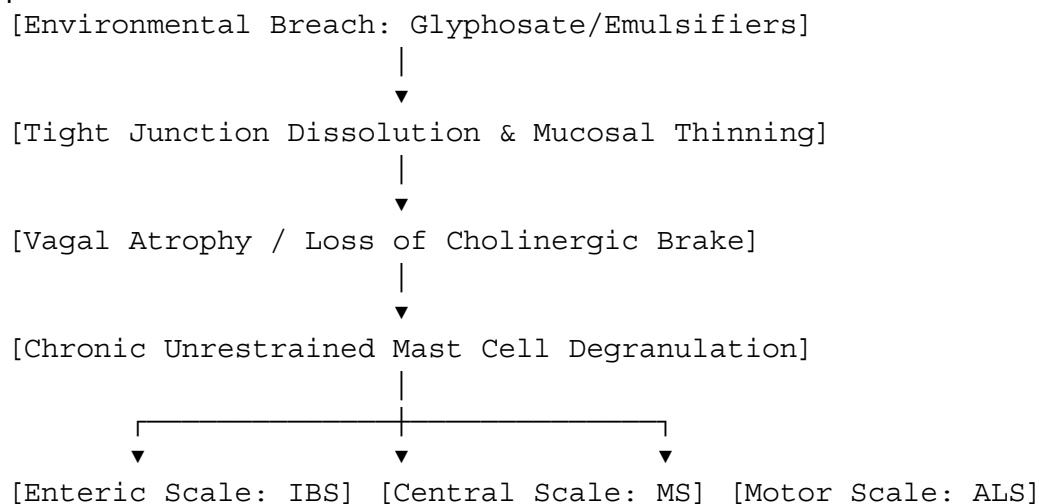 [Environmental Breach: Glyphosate/Emulsifiers]
[Tight Junction Dissolution & Mucosal Thinning]
[Vagal Atrophy / Loss of Cholinergic Brake]
[Chronic Unrestrained Mast Cell Degranulation]
[Enteric Scale: IBS] [Central Scale: MS] [Motor Scale: ALS]